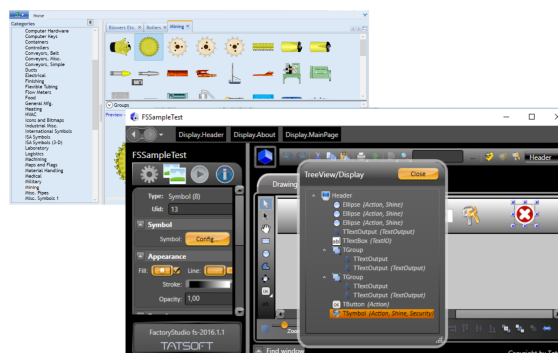 Home
Categories
Computer Hardware
Computer Keys
Containers
Controllers
Conveyors, Belt
Conveyors, Misc.
Conveyors, Simple
Ducts
Electrical
Finishing
Flexible Tubing
Flow Meters
Food
General Mfg.
Heating
HVAC
Icons and Bitmaps
Industrial Misc.
International Symbols
ISA Symbols
ISA Symbols (3-D)
Laboratory
Logistics
Machining
Maps and Flags
Material Handling
Medical
Military
Mining
Misc. Pipes
Misc. Symbols 1
Blowers Etc. × Boilers × Mining ×
Groups
Preview
FSSampleTest
Display.Header Display.About Display.MainPage
FSSampleTest
Type: Symbol (8)
Uid: 13
Symbol
Symbol: Config...
Appearance
Fill: Line:
Stroke:
Opacity: 1,00
FactoryStudio fs-2016.1.1
TATSOFT
Header
Drawing
TreeView/Display Close
Header
Ellipse (Action, Shine)
Ellipse (Action, Shine)
Ellipse (Action, Shine)
TTextOutput (TextOutput)
TTextBox (TextIO)
TGroup
TTextOutput
TTextOutput (TextOutput)
TGroup
TTextOutput
TTextOutput (TextOutput)
TButton (Action)
TSymbol (Action, Shine, Security)
Zoom
Find window
Copyright by